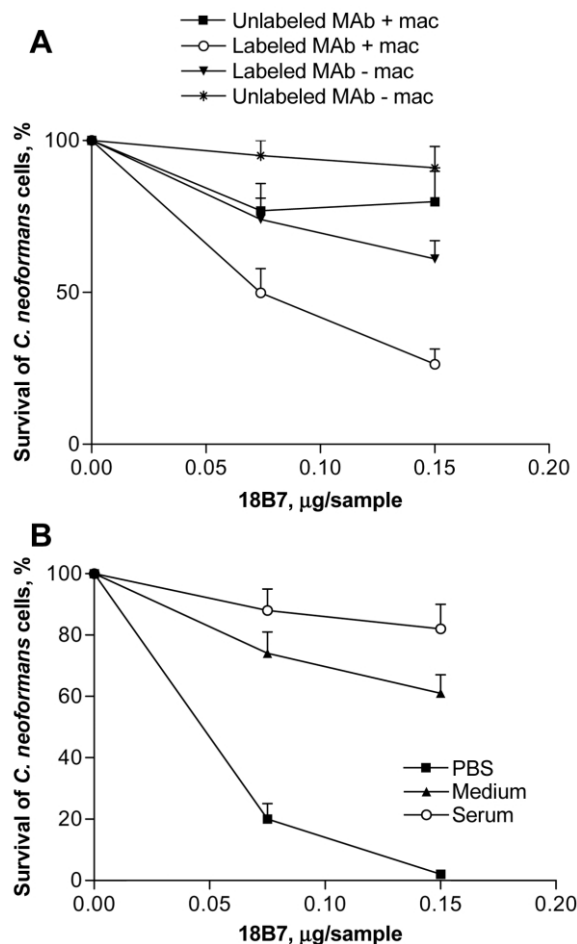 A
Unlabeled MAb + mac
Labeled MAb + mac
Labeled MAb - mac
Unlabeled MAb - mac
Survival of C. neoformans cells, %
100
50
0
0.00 0.05 0.10 0.15 0.20
18B7, μg/sample
B
Survival of C. neoformans cells, %
100
80
60
40
20
0
PBS
Medium
Serum
0.00 0.05 0.10 0.15 0.20
18B7, μg/sample